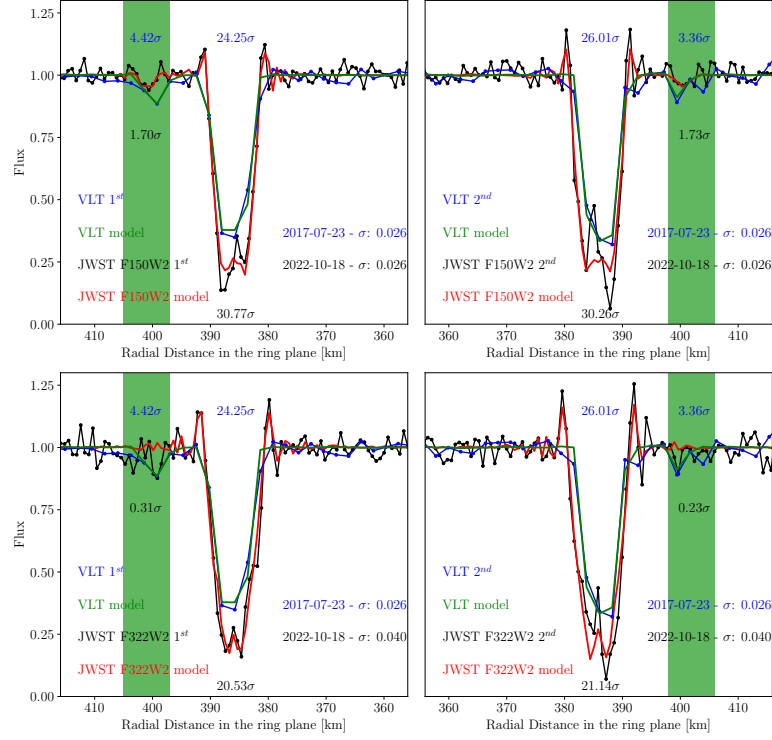 4.42σ 24.25σ
1.70σ
VLT 1st
VLT model 2017-07-23 - σ: 0.026
JWST F150W2 1st 2022-10-18 - σ: 0.026
JWST F150W2 model
30.77σ
Flux
0.00 0.25 0.50 0.75 1.00 1.25
410 400 390 380 370 360
Radial Distance in the ring plane [km]
26.01σ 3.36σ
1.73σ
VLT 2nd
VLT model 2017-07-23 - σ: 0.026
JWST F150W2 2nd 2022-10-18 - σ: 0.026
JWST F150W2 model
30.26σ
360 370 380 390 400 410
Radial Distance in the ring plane [km]
4.42σ 24.25σ
0.31σ
VLT 1st
VLT model 2017-07-23 - σ: 0.026
JWST F322W2 1st 2022-10-18 - σ: 0.040
JWST F322W2 model
20.53σ
Flux
0.00 0.25 0.50 0.75 1.00 1.25
410 400 390 380 370 360
Radial Distance in the ring plane [km]
26.01σ 3.36σ
0.23σ
VLT 2nd
VLT model 2017-07-23 - σ: 0.026
JWST F322W2 2nd 2022-10-18 - σ: 0.040
JWST F322W2 model
21.14σ
360 370 380 390 400 410
Radial Distance in the ring plane [km]